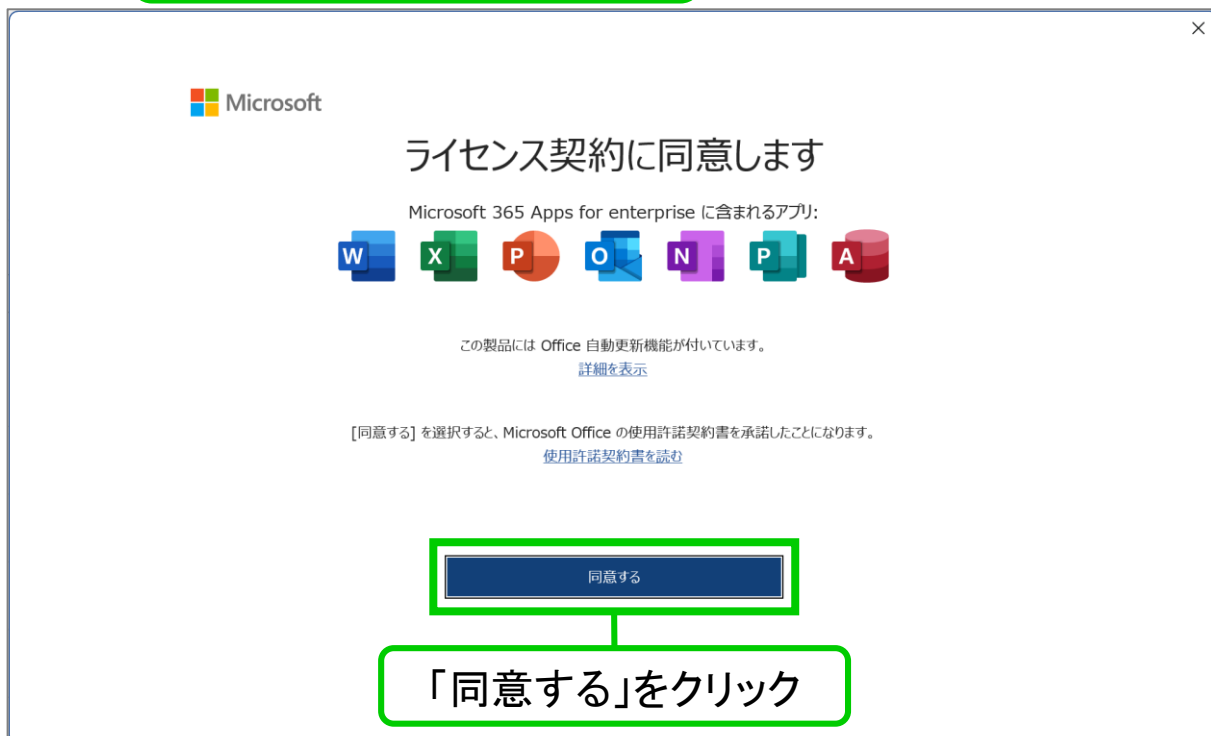 Microsoft
ライセンス契約に同意します
Microsoft 365 Apps for enterprise に含まれるアプリ:
W X P O N P A
この製品には Office 自動更新機能が付いています。
詳細を表示
[同意する] を選択すると、Microsoft Office の使用許諾契約書を承諾したことになります。
使用許諾契約書を読む
同意する
「同意する」をクリック